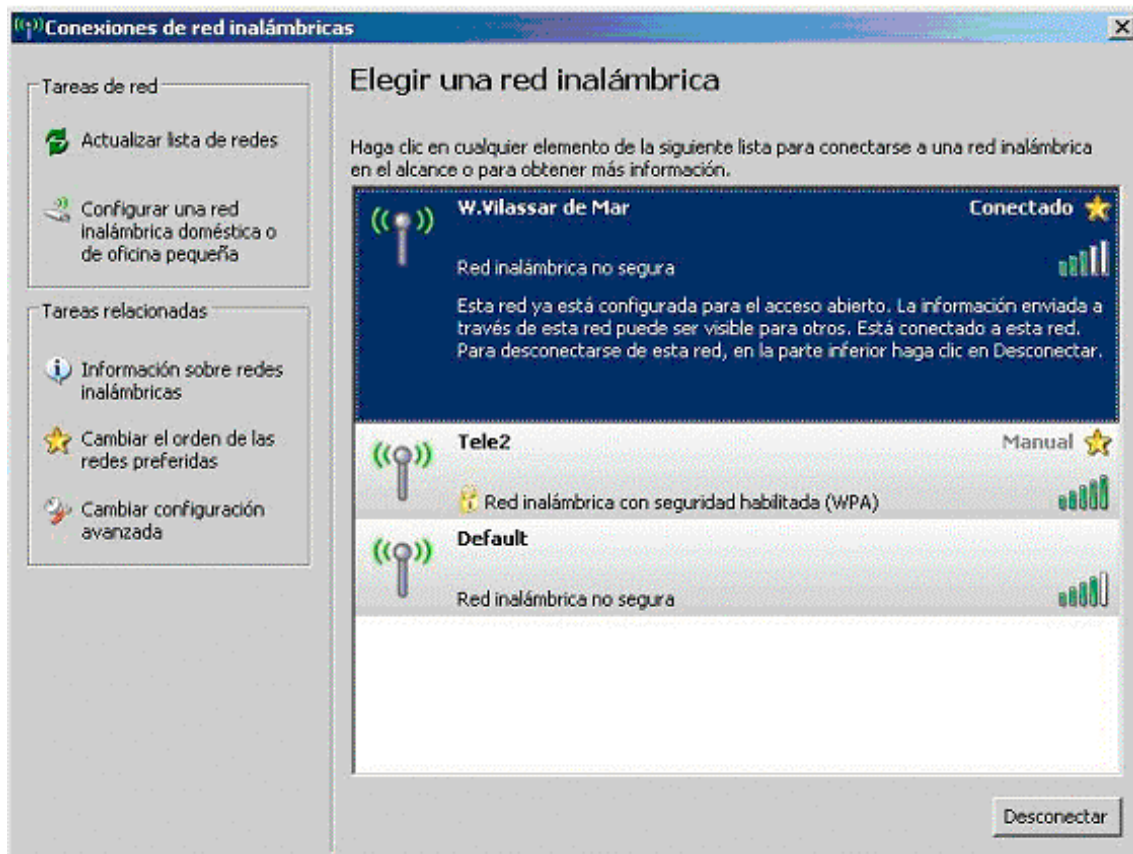 Conexiones de red inalámbricas
Tareas de red
Actualizar lista de redes
Configurar una red
inalámbrica doméstica o
de oficina pequeña
Tareas relacionadas
Información sobre redes
inalámbricas
Cambiar el orden de las
redes preferidas
Cambiar configuración
avanzada
Elegir una red inalámbrica
Haga clic en cualquier elemento de la siguiente lista para conectarse a una red inalámbrica
en el alcance o para obtener más información.
W.Vilassar de Mar Conectado
Red inalámbrica no segura
Esta red ya está configurada para el acceso abierto. La información enviada a
través de esta red puede ser visible para otros. Está conectado a esta red.
Para desconectarse de esta red, en la parte inferior haga clic en Desconectar.
Tele2 Manual
Red inalámbrica con seguridad habilitada (WPA)
Default
Red inalámbrica no segura
Desconectar